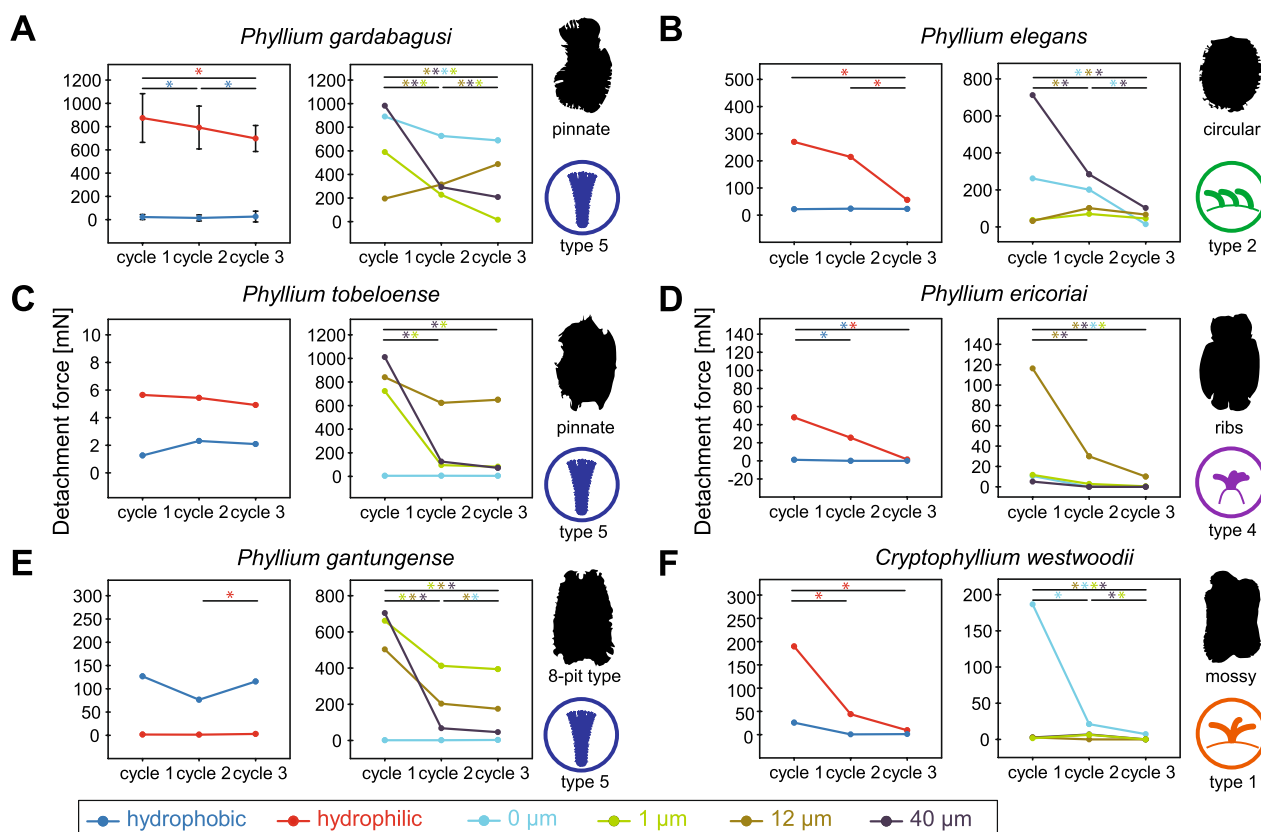 A
Phyllium gardabagusi
1200
1000
800
600
400
200
0
cycle 1 cycle 2 cycle 3
* * *
1200
1000
800
600
400
200
0
cycle 1 cycle 2 cycle 3
**** *** ***
pinnate
type 5
B
Phyllium elegans
500
400
300
200
100
0
cycle 1 cycle 2 cycle 3
* *
800
600
400
200
0
cycle 1 cycle 2 cycle 3
*** ** **
circular
type 2
C
Phyllium tobeloense
Detachment force [mN]
10
8
6
4
2
0
cycle 1 cycle 2 cycle 3
1200
1000
800
600
400
200
0
cycle 1 cycle 2 cycle 3
** **
pinnate
type 5
D
Phyllium ericoriai
Detachment force [mN]
140
120
100
80
60
40
20
0
-20
cycle 1 cycle 2 cycle 3
** *
140
120
100
80
60
40
20
0
cycle 1 cycle 2 cycle 3
**** **
ribs
type 4
E
Phyllium gantungense
300
250
200
150
100
50
0
cycle 1 cycle 2 cycle 3
*
800
600
400
200
0
cycle 1 cycle 2 cycle 3
*** *** **
8-pit type
type 5
F
Cryptophyllium westwoodii
300
250
200
150
100
50
0
cycle 1 cycle 2 cycle 3
* *
200
150
100
50
0
cycle 1 cycle 2 cycle 3
**** * **
mossy
type 1
hydrophobic hydrophilic 0 µm 1 µm 12 µm 40 µm